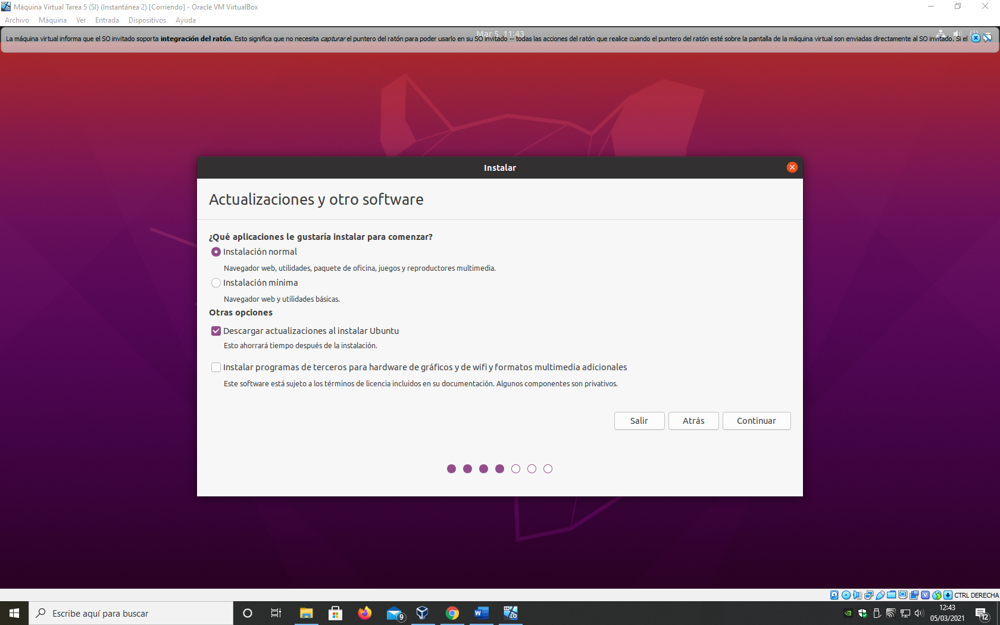 Máquina Virtual Tarea 5 (SI) (Instantánea 2) [Corriendo] - Oracle VM VirtualBox
Archivo Máquina Ver Entrada Dispositivos Ayuda
Mar 5 11:43
La máquina virtual informa que el SO invitado soporta integración del ratón. Esto significa que no necesita capturar el puntero del ratón para poder usarlo en su SO invitado -- todas las acciones del ratón que realice cuando el puntero del ratón esté sobre la pantalla de la máquina virtual son enviadas directamente al SO invitado. Si el
Instalar
Actualizaciones y otro software
¿Qué aplicaciones le gustaría instalar para comenzar?
Instalación normal
Navegador web, utilidades, paquete de oficina, juegos y reproductores multimedia.
Instalación mínima
Navegador web y utilidades básicas.
Otras opciones
Descargar actualizaciones al instalar Ubuntu
Esto ahorrará tiempo después de la instalación.
Instalar programas de terceros para hardware de gráficos y de wifi y formatos multimedia adicionales
Este software está sujeto a los términos de licencia incluidos en su documentación. Algunos componentes son privativos.
Salir Atrás Continuar
CTRL DERECHA
Escribe aquí para buscar
9
12:43
05/03/2021
12